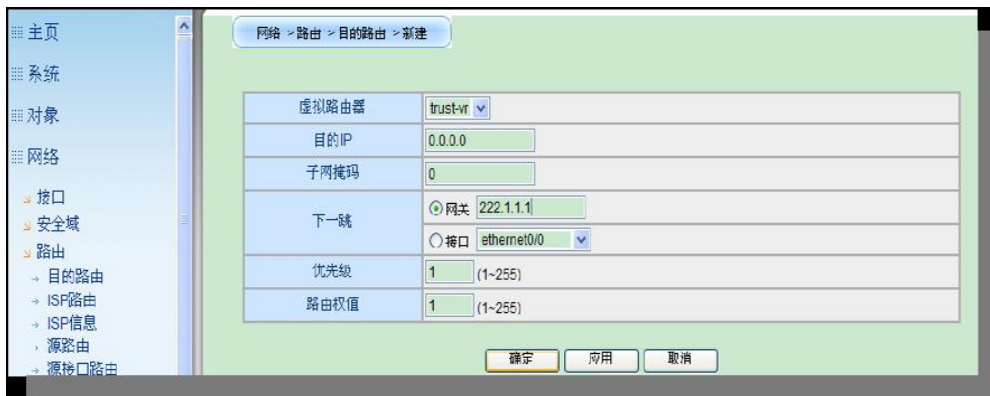 主页
系统
对象
网络
接口
安全域
路由
目的路由
ISP路由
ISP信息
源路由
源接口路由
网络 > 路由 > 目的路由 > 新建
虚拟路由器 trust-vr
目的IP 0.0.0.0
子网掩码 0
下一跳 网关 222.1.1.1
接口 ethernet0/0
优先级 1 (1~255)
路由权值 1 (1~255)
确定 应用 取消